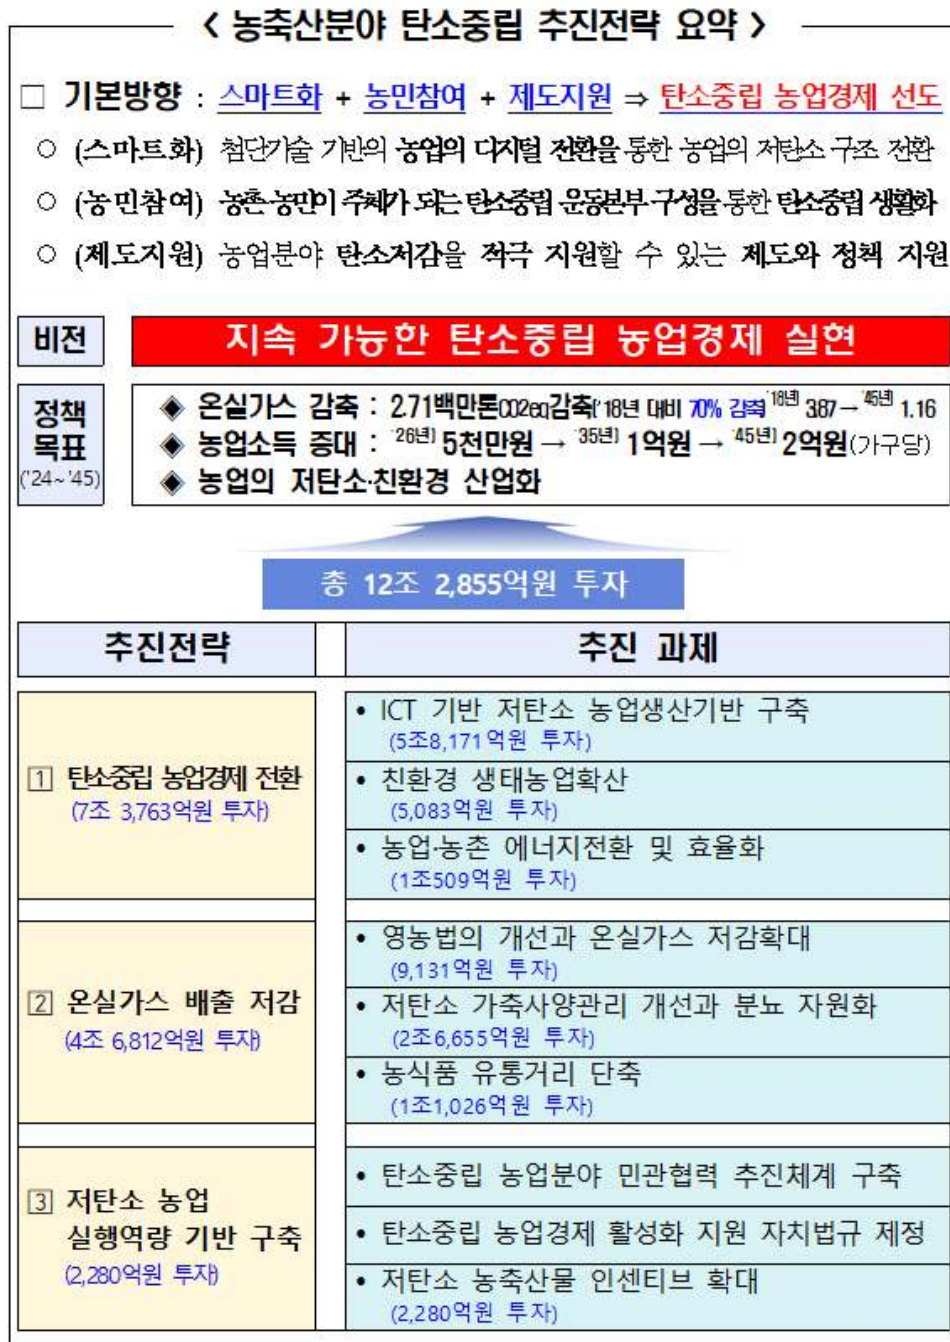 < 농축산분야 탄소중립 추진전략 요약 >
□ 기본방향 : 스마트화 + 농민참여 + 제도지원 ⇒ 탄소중립 농업경제 선도
○ (스마트화) 첨단기술 기반의 농업의 디지털 전환을 통한 농업의 저탄소 구조 전환
○ (농민참여) 농촌·농민이 주체가 되는 탄소중립 운동본부 구성을 통한 탄소중립 생활화
○ (제도지원) 농업분야 탄소저감을 적극 지원할 수 있는 제도와 정책 지원
비전
지속 가능한 탄소중립 농업경제 실현
정책
목표
('24~'45)
◈ 온실가스 감축 : 2.71백만톤CO2eq감축('18년 대비 70% 감축) '18년) 3.87 → '45년) 1.16
◈ 농업소득 증대 : '26년) 5천만원 → '35년) 1억원 → '45년) 2억원(가구당)
◈ 농업의 저탄소·친환경 산업화
총 12조 2,855억원 투자
추진전략
추진 과제
1 탄소중립 농업경제 전환
(7조 3,763억원 투자)
• ICT 기반 저탄소 농업생산기반 구축
(5조8,171억원 투자)
• 친환경 생태농업확산
(5,083억원 투자)
• 농업·농촌 에너지전환 및 효율화
(1조509억원 투자)
2 온실가스 배출 저감
(4조 6,812억원 투자)
• 영농법의 개선과 온실가스 저감확대
(9,131억원 투자)
• 저탄소 가축사양관리 개선과 분뇨 자원화
(2조6,655억원 투자)
• 농식품 유통거리 단축
(1조1,026억원 투자)
3 저탄소 농업
실행역량 기반 구축
(2,280억원 투자)
• 탄소중립 농업분야 민관협력 추진체계 구축
• 탄소중립 농업경제 활성화 지원 자치법규 제정
• 저탄소 농축산물 인센티브 확대
(2,280억원 투자)